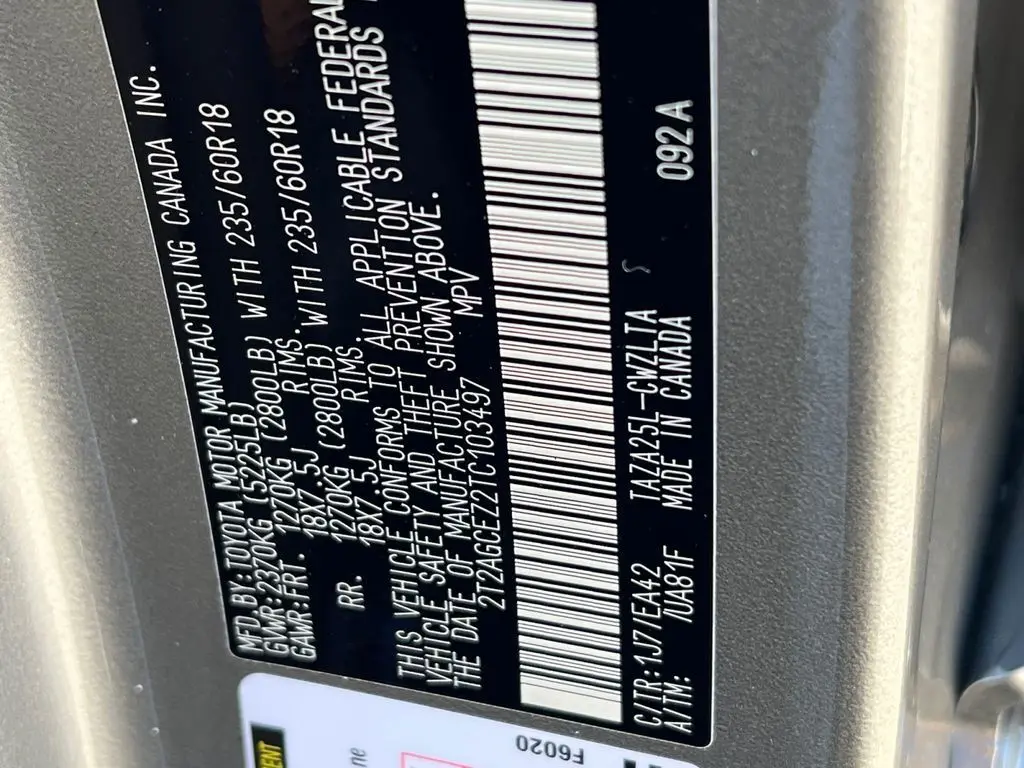 MFD.BY:TOYOTA MOTOR MANUFACTURING CANADA INC.
GVWR:2370KG(5225LB)
GAWR:FRT. 1270KG (2800LB) WITH 235/60R18
18X7.5J RIMS.
RR. 1270KG (2800LB) WITH 235/60R18
18X7.5J RIMS.
THIS VEHICLE CONFORMS TO ALL APPLICABLE FEDERAL
VEHICLE SAFETY AND THEFT PREVENTION STANDARDS
THE DATE OF MANUFACTURE SHOWN ABOVE.
2T2AGCEZ2TC103497 MPV
092A
C/TR:1J7/EA42 TAZA25L-CWZLTA
A/TM: /UA81F MADE IN CANADA
F6020